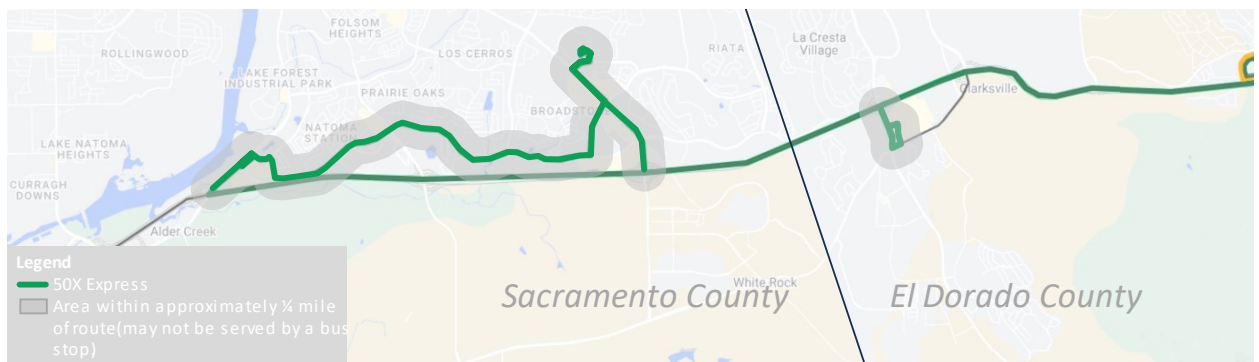 FOLSOM
HEIGHTS
ROLLINGWOOD
LOS CERROS
RIATA
La Cresta
Village
LAKE FOREST
INDUSTRIAL PARK
PRAIRIE OAKS
Clarksville
BROADSTO
NATOMA
STATION
LAKE NATOMA
HEIGHTS
CURRAGH
DOWNS
Alder Creek
White Rock
Sacramento County
El Dorado County
Legend
50X Express
Area within approximately ¼ mile
of route(may not be served by a bus
stop)